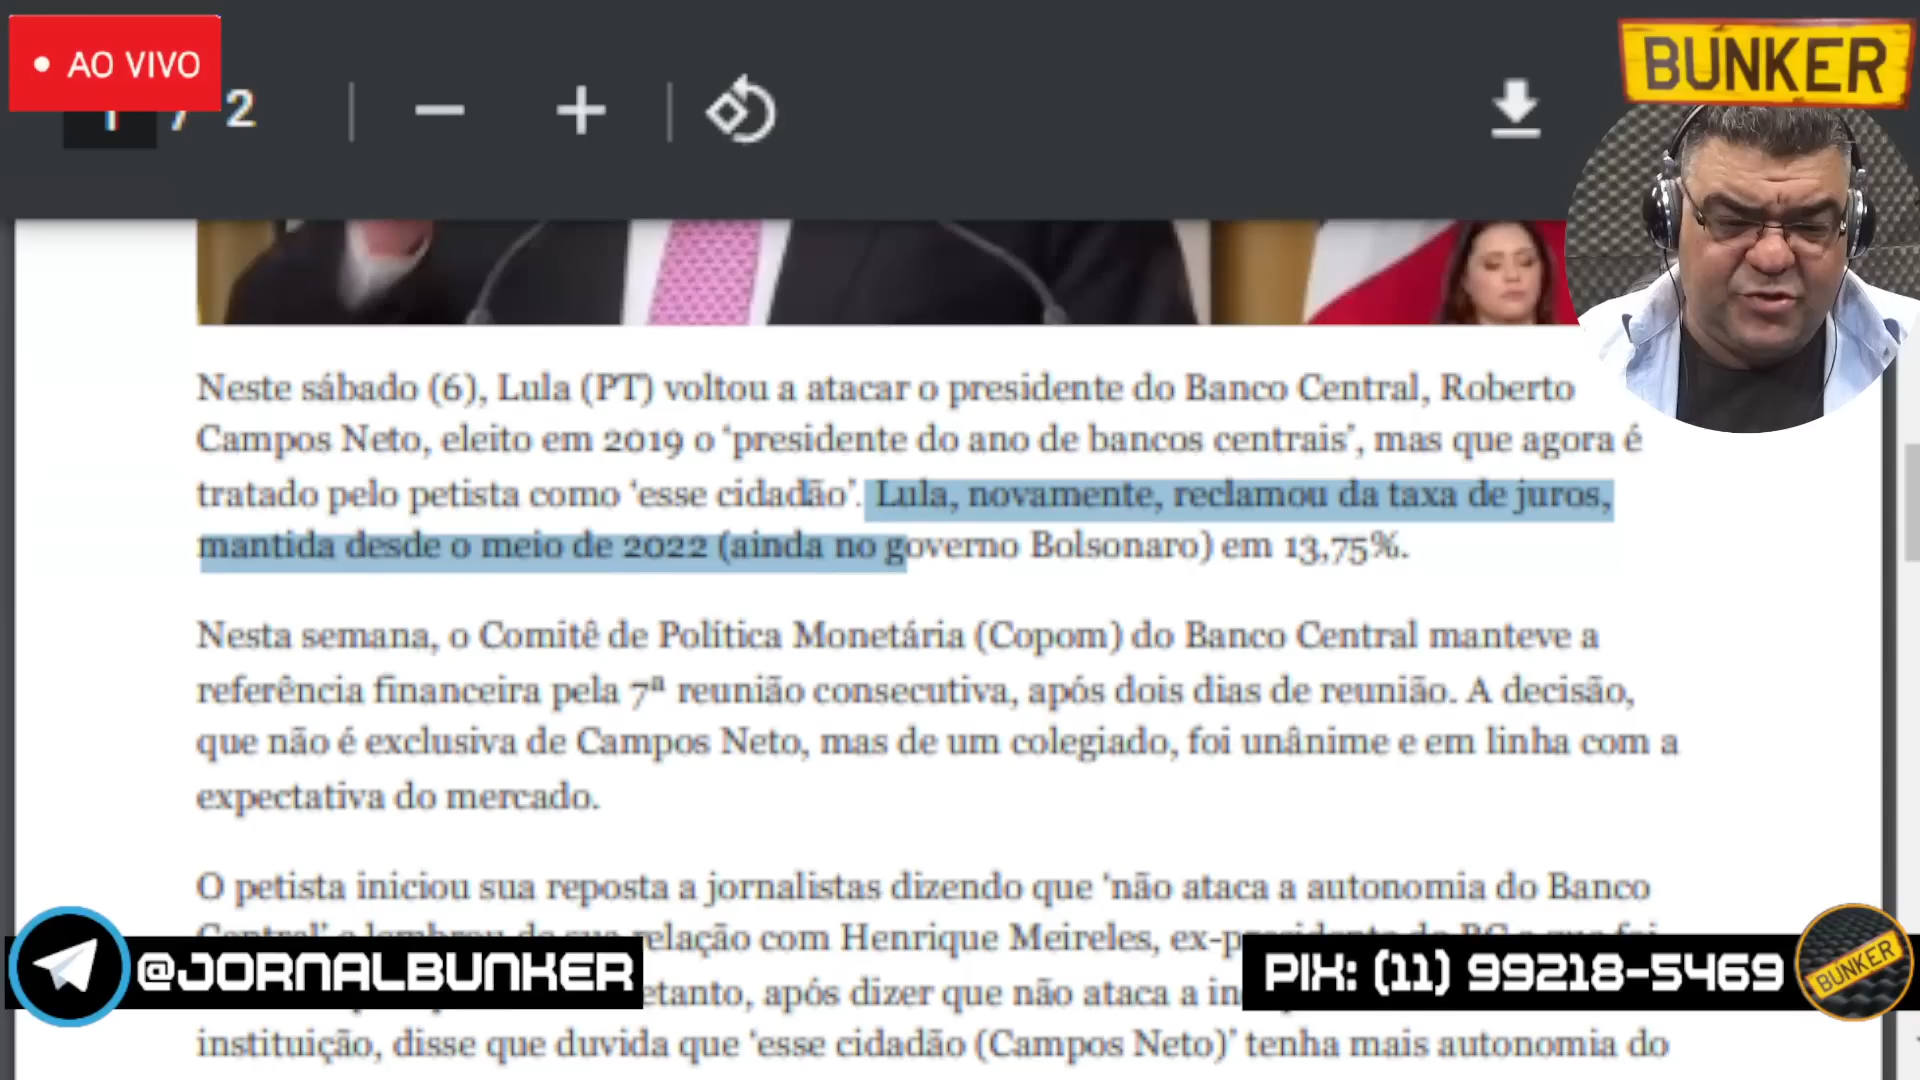 AO VIVO
BUNKER
1 / 2
Neste sábado (6), Lula (PT) voltou a atacar o presidente do Banco Central, Roberto
Campos Neto, eleito em 2019 o ‘presidente do ano de bancos centrais’, mas que agora é
tratado pelo petista como ‘esse cidadão’. Lula, novamente, reclamou da taxa de juros,
mantida desde o meio de 2022 (ainda no governo Bolsonaro) em 13,75%.
Nesta semana, o Comitê de Política Monetária (Copom) do Banco Central manteve a
referência financeira pela 7ª reunião consecutiva, após dois dias de reunião. A decisão,
que não é exclusiva de Campos Neto, mas de um colegiado, foi unânime e em linha com a
expectativa do mercado.
O petista iniciou sua reposta a jornalistas dizendo que ‘não ataca a autonomia do Banco
relação com Henrique Meireles,
@JORNALBUNKER
PIX: (11) 99218-5469
BUNKER
após dizer que não ataca a
instituição, disse que duvida que ‘esse cidadão (Campos Neto)’ tenha mais autonomia do